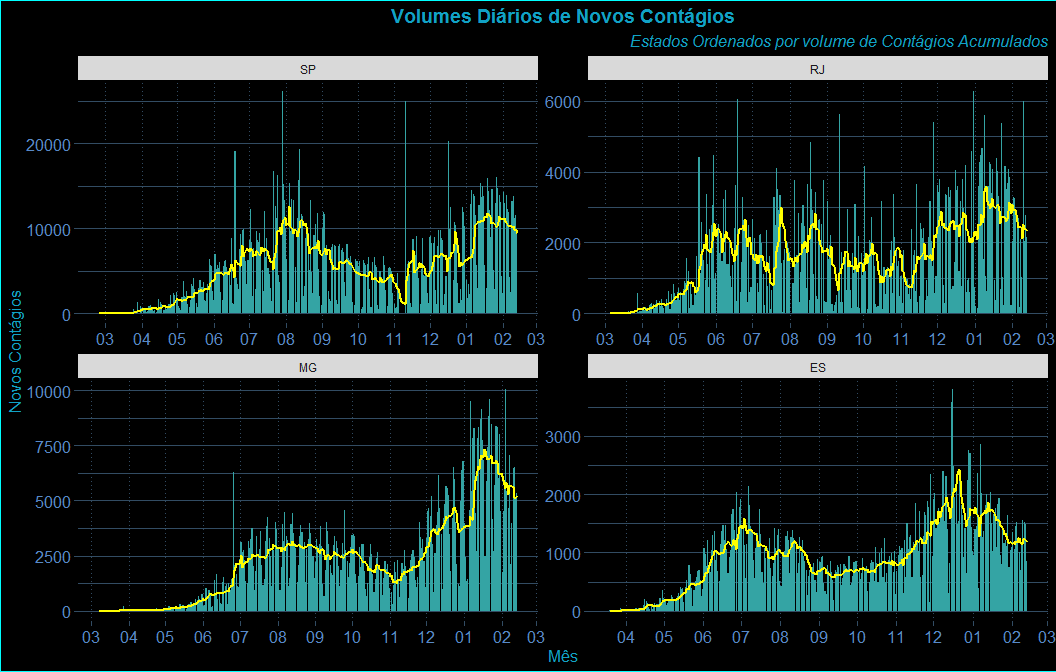 Volumes Diários de Novos Contágios
Estados Ordenados por volume de Contágios Acumulados
SP
20000
10000
0
03 04 05 06 07 08 09 10 11 12 01 02 03
RJ
6000
4000
2000
0
03 04 05 06 07 08 09 10 11 12 01 02 03
MG
10000
7500
5000
2500
0
03 04 05 06 07 08 09 10 11 12 01 02 03
ES
3000
2000
1000
0
04 05 06 07 08 09 10 11 12 01 02 03
Novos Contágios
Mês